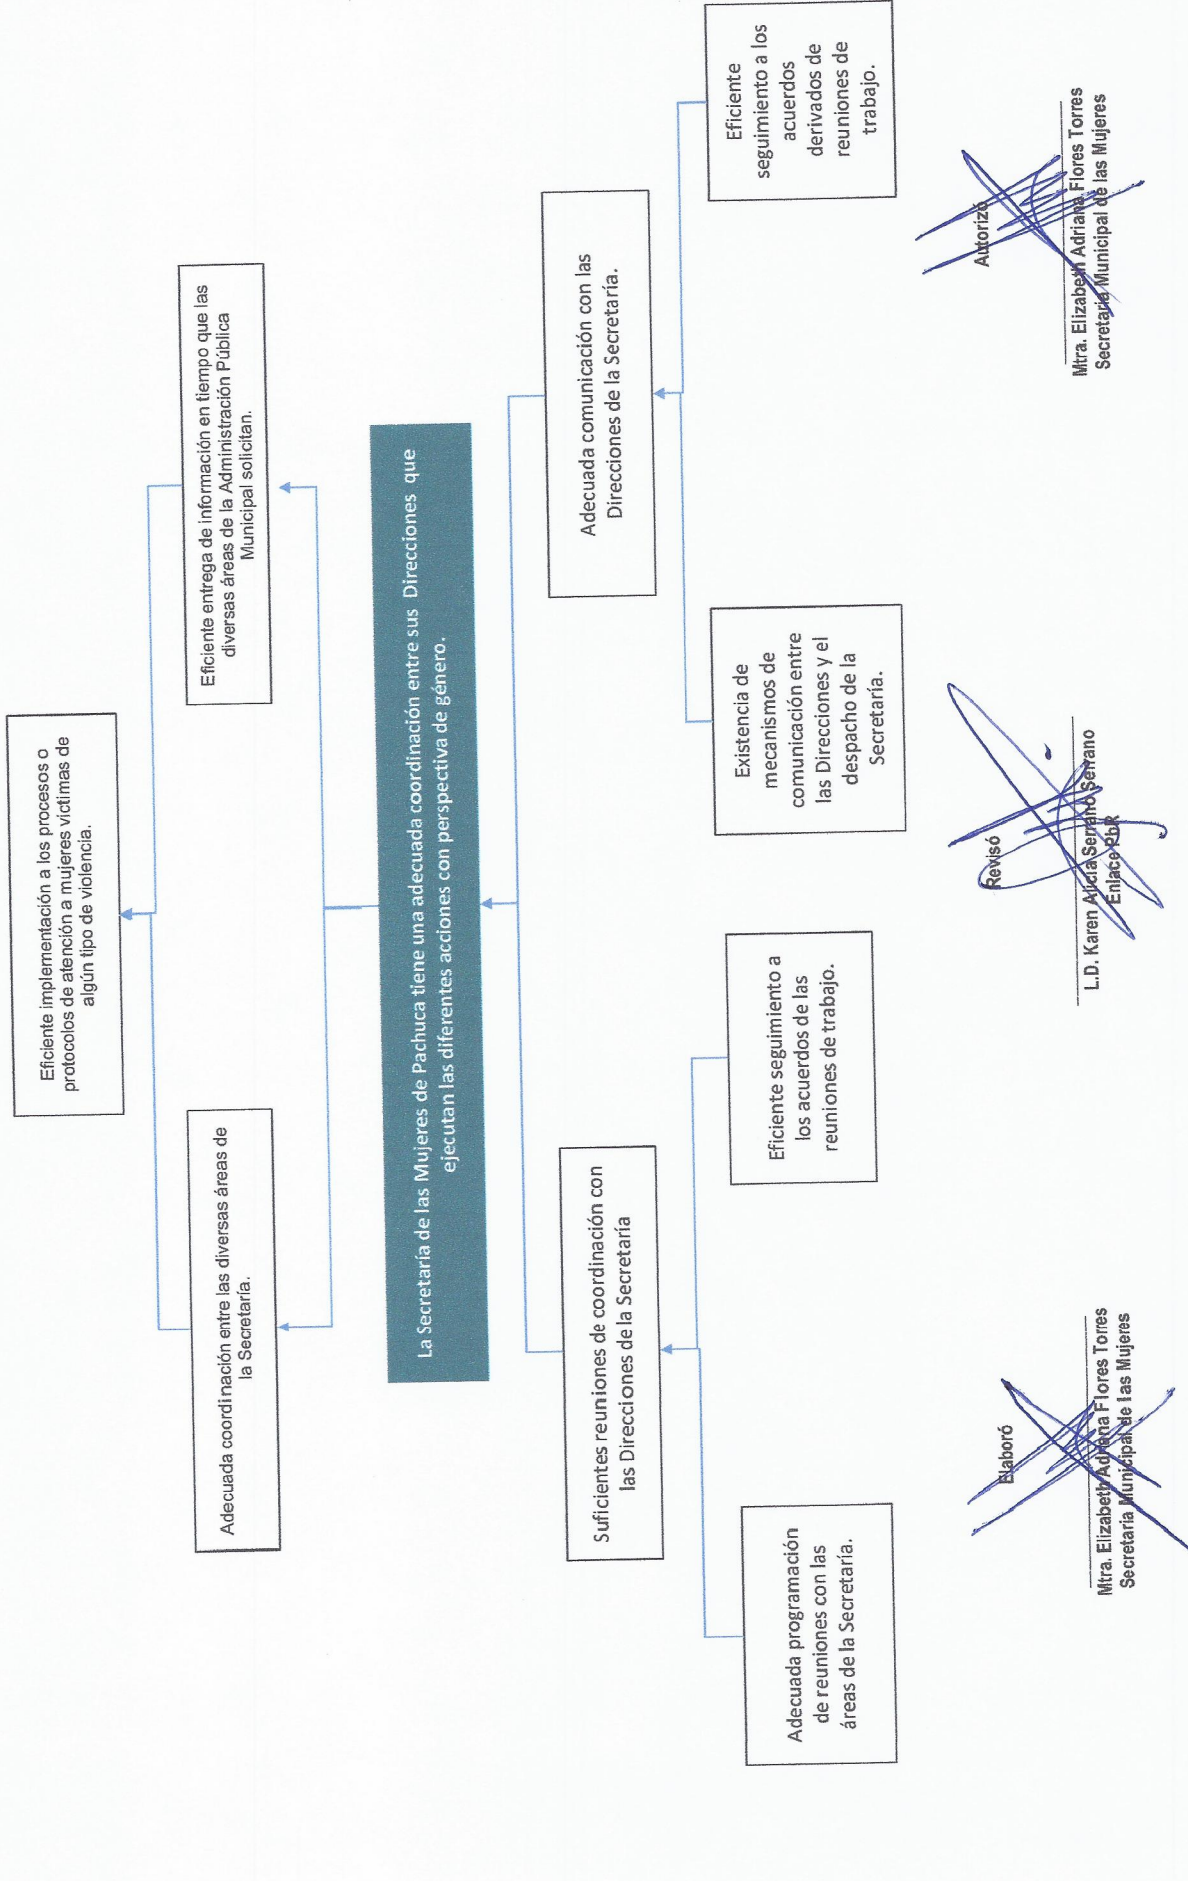 Eficiente implementación a los procesos o
protocolos de atención a mujeres victimas de
algún tipo de violencia.
Adecuada coordinación entre las diversas áreas de
la Secretaría.
Eficiente entrega de información en tiempo que las
diversas áreas de la Administración Pública
Municipal solicitan.
La Secretaría de las Mujeres de Pachuca tiene una adecuada coordinación entre sus Direcciones que
ejecutan las diferentes acciones con perspectiva de género.
Suficientes reuniones de coordinación con
las Direcciones de la Secretaría
Adecuada comunicación con las
Direcciones de la Secretaría.
Adecuada programación
de reuniones con las
áreas de la Secretaría.
Eficiente seguimiento a
los acuerdos de las
reuniones de trabajo.
Existencia de
mecanismos de
comunicación entre
las Direcciones y el
despacho de la
Secretaría.
Eficiente
seguimiento a los
acuerdos
derivados de
reuniones de
trabajo.
Elaboró
Mtra. Elizabeth Adriana Flores Torres
Secretaria Municipal de las Mujeres
Revisó
L.D. Karen Alicia Serrano Serrano
Enlace PbR
Autorizó
Mtra. Elizabeth Adriana Flores Torres
Secretaria Municipal de las Mujeres